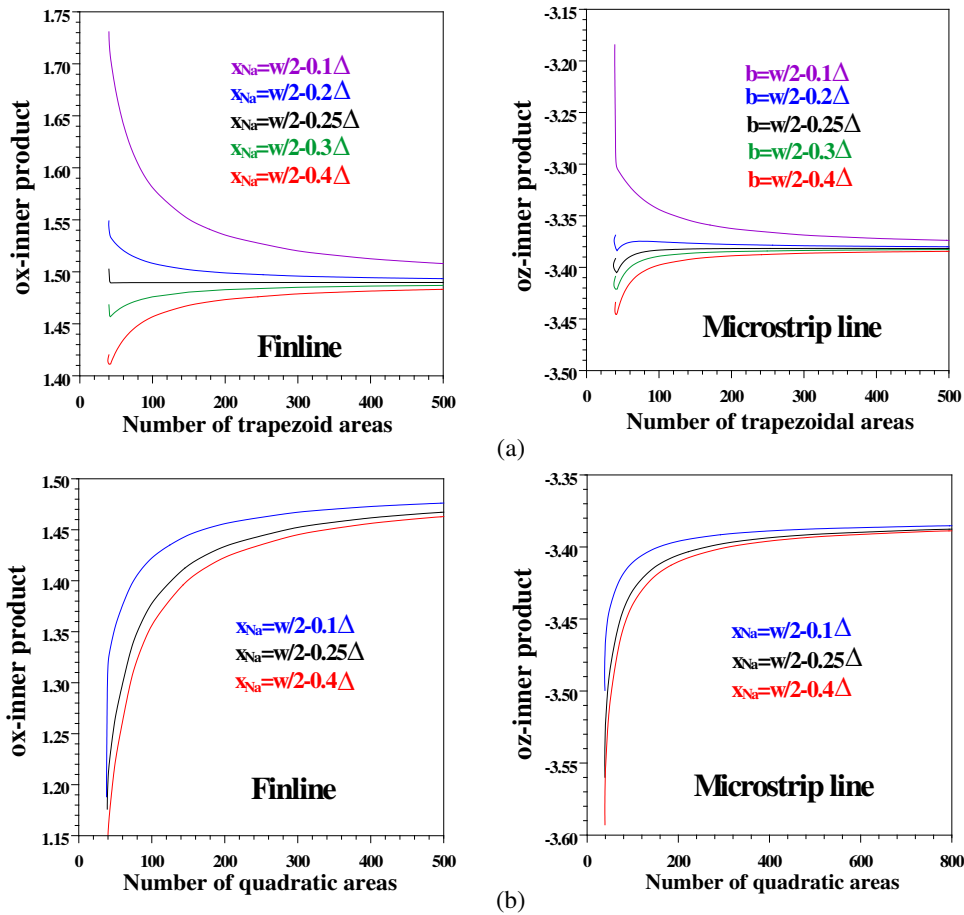 ox-inner product
1.75
1.70
1.65
1.60
1.55
1.50
1.45
1.40
xNa=w/2-0.1Δ
xNa=w/2-0.2Δ
xNa=w/2-0.25Δ
xNa=w/2-0.3Δ
xNa=w/2-0.4Δ
Finline
0 100 200 300 400 500
Number of trapezoid areas
oz-inner product
-3.15
-3.20
-3.25
-3.30
-3.35
-3.40
-3.45
-3.50
b=w/2-0.1Δ
b=w/2-0.2Δ
b=w/2-0.25Δ
b=w/2-0.3Δ
b=w/2-0.4Δ
Microstrip line
0 100 200 300 400 500
Number of trapezoidal areas
(a)
ox-inner product
1.50
1.45
1.40
1.35
1.30
1.25
1.20
1.15
xNa=w/2-0.1Δ
xNa=w/2-0.25Δ
xNa=w/2-0.4Δ
Finline
0 100 200 300 400 500
Number of quadratic areas
oz-inner product
-3.35
-3.40
-3.45
-3.50
-3.55
-3.60
xNa=w/2-0.1Δ
xNa=w/2-0.25Δ
xNa=w/2-0.4Δ
Microstrip line
0 200 400 600 800
Number of quadratic areas
(b)